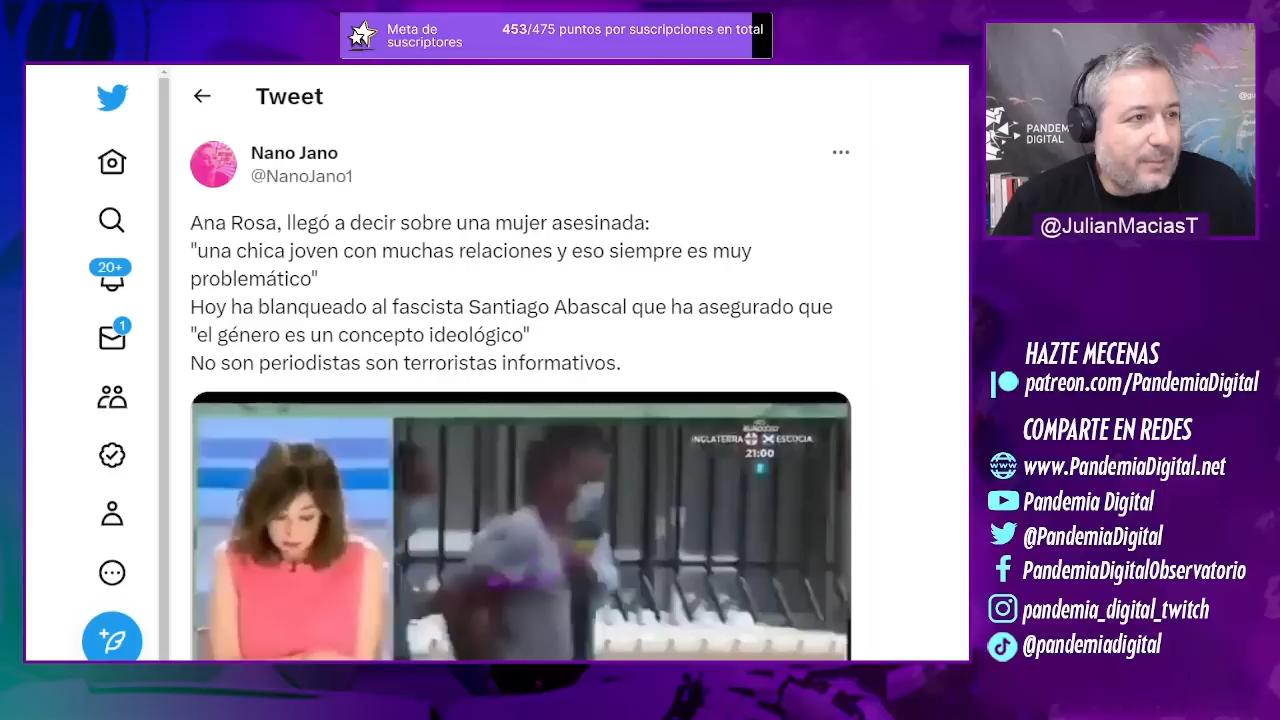 Meta de
suscriptores
453/475 puntos por suscripciones en total
Tweet
Nano Jano
@NanoJano1
Ana Rosa, llegó a decir sobre una mujer asesinada:
"una chica joven con muchas relaciones y eso siempre es muy
problemático"
Hoy ha blanqueado al fascista Santiago Abascal que ha asegurado que
"el género es un concepto ideológico"
No son periodistas son terroristas informativos.
20+
1
INGLATERRA ESCOCIA
21:00
PANDEM
DIGITAL
@JulianMaciasT
HAZTE MECENAS
patreon.com/PandemiaDigital
COMPARTE EN REDES
www.PandemiaDigital.net
Pandemia Digital
@PandemiaDigital
PandemiaDigitalObservatorio
pandemia_digital_twitch
@pandemiadigital